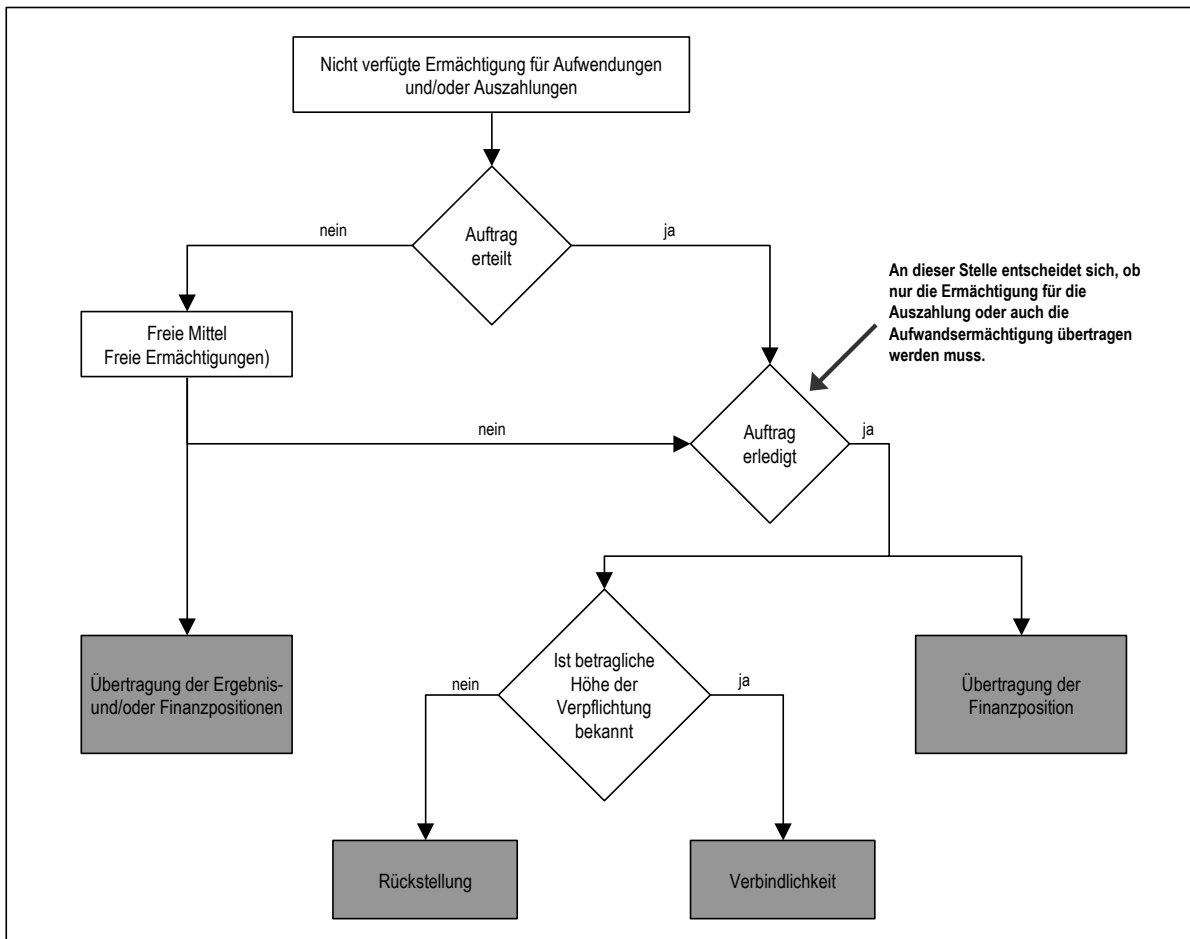 Nicht verfügte Ermächtigung für Aufwendungen
und/oder Auszahlungen
nein
Auftrag
erteilt
ja
An dieser Stelle entscheidet sich, ob
nur die Ermächtigung für die
Auszahlung oder auch die
Aufwandsermächtigung übertragen
werden muss.
Freie Mittel
Freie Ermächtigungen)
nein
Auftrag
erledigt
ja
Übertragung der Ergebnis-
und/oder Finanzpositionen
nein
Ist betragliche
Höhe der
Verpflichtung
bekannt
ja
Übertragung der
Finanzposition
Rückstellung
Verbindlichkeit